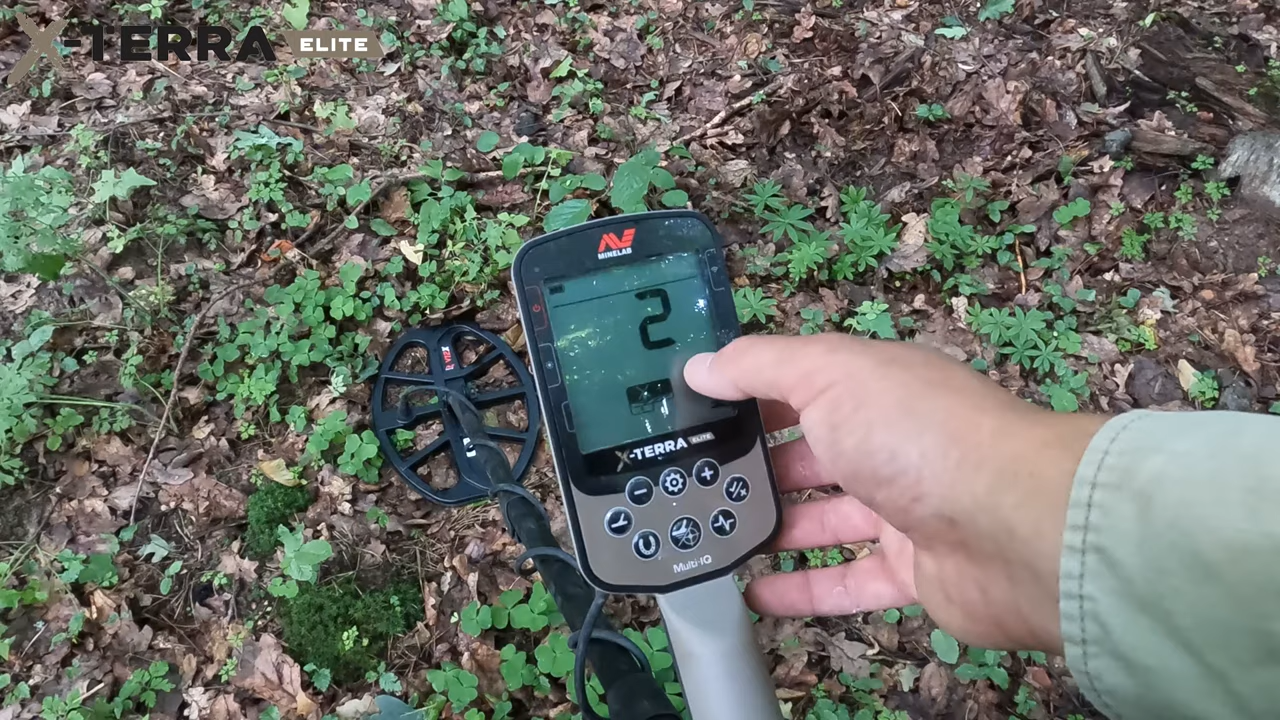 X-TERRA ELITE
MINELAB
2
X-TERRA ELITE
Multi-IQ